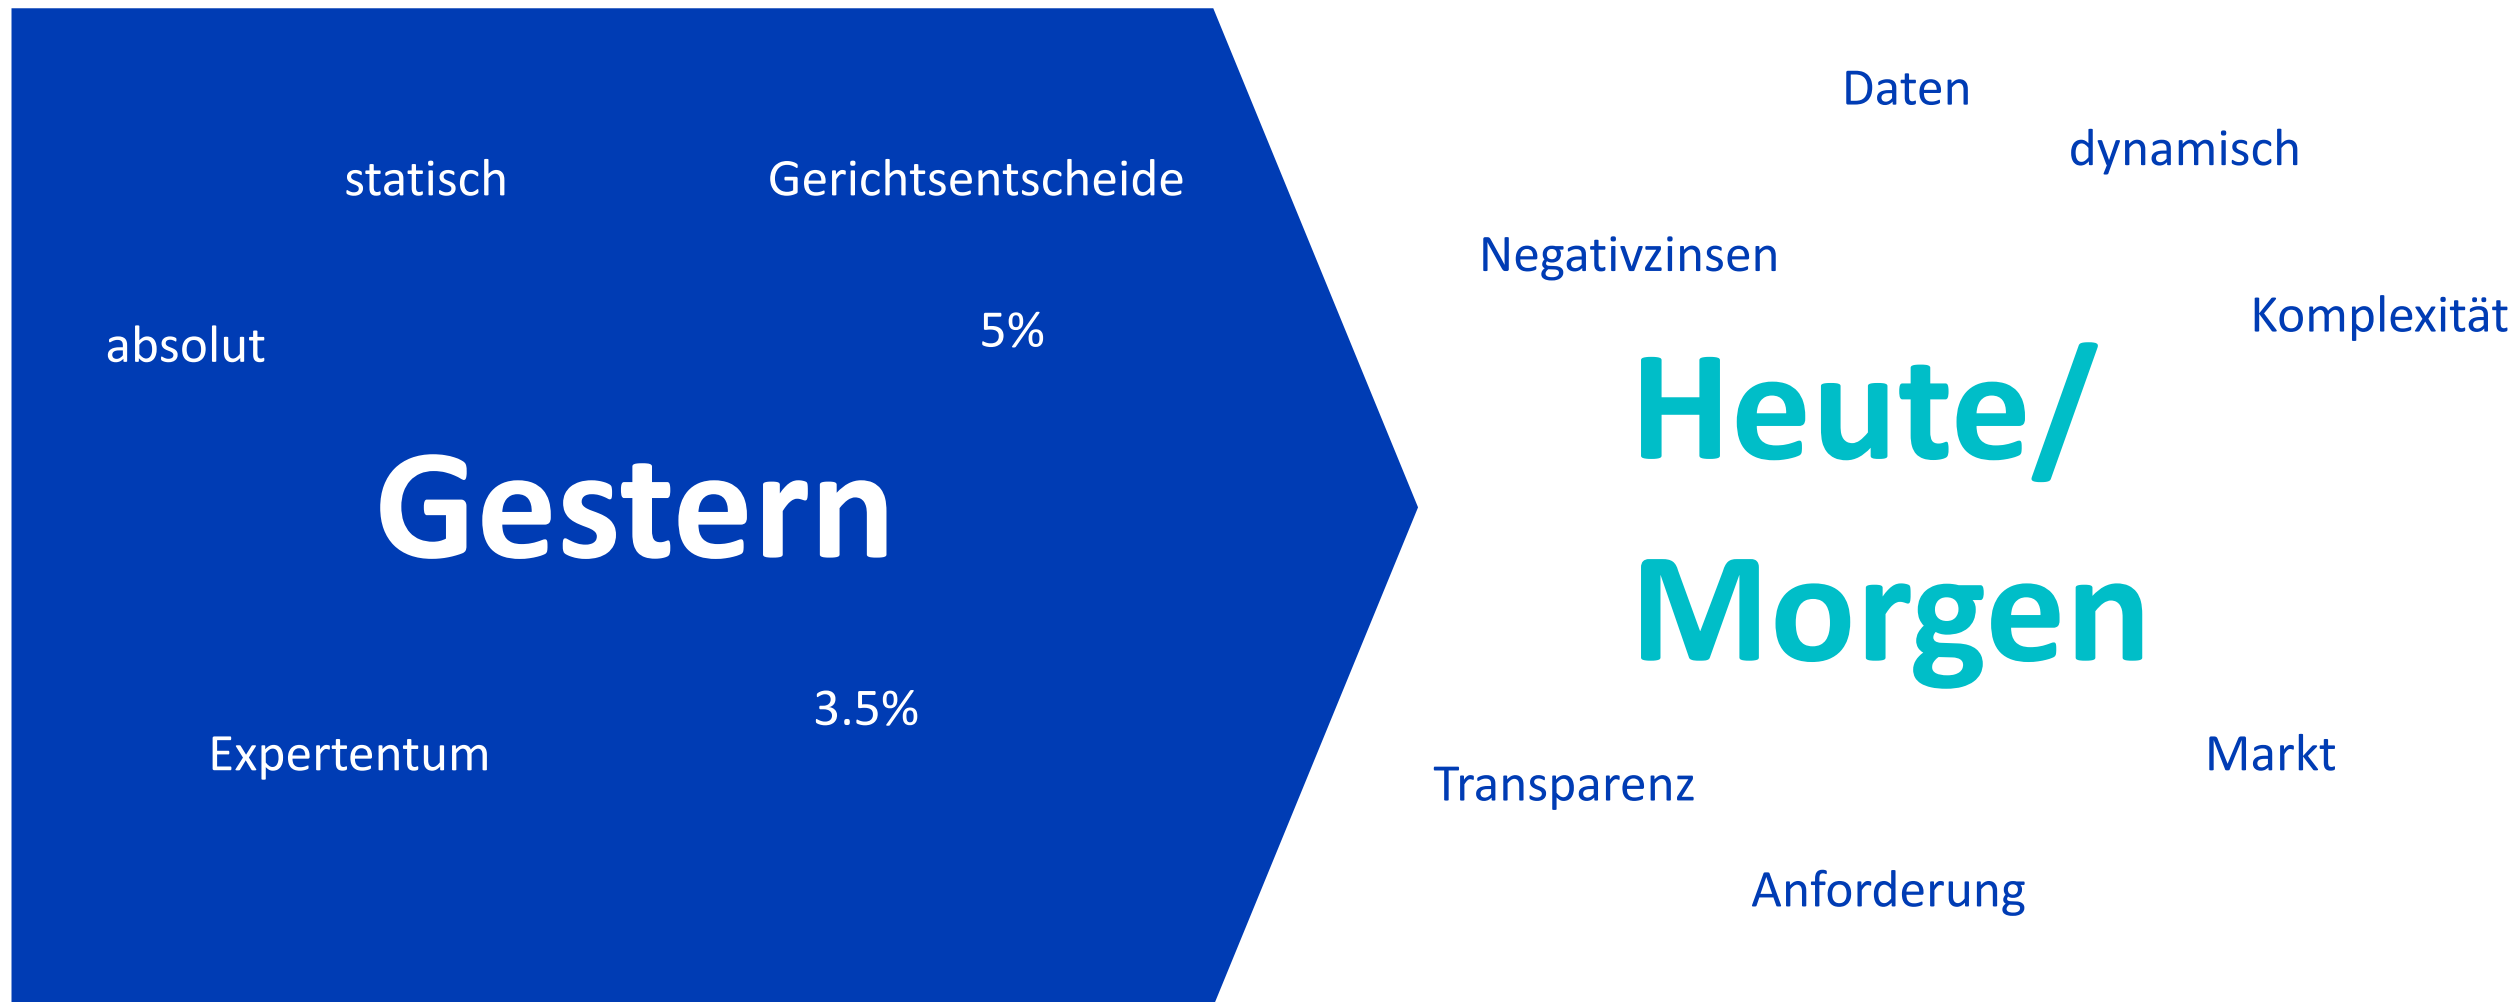 statisch
Gerichtsentscheide
absolut
5%
Gestern
3.5%
Expertentum
Daten
dynamisch
Negativzinsen
Komplexität
Heute/
Morgen
Markt
Transparenz
Anforderung